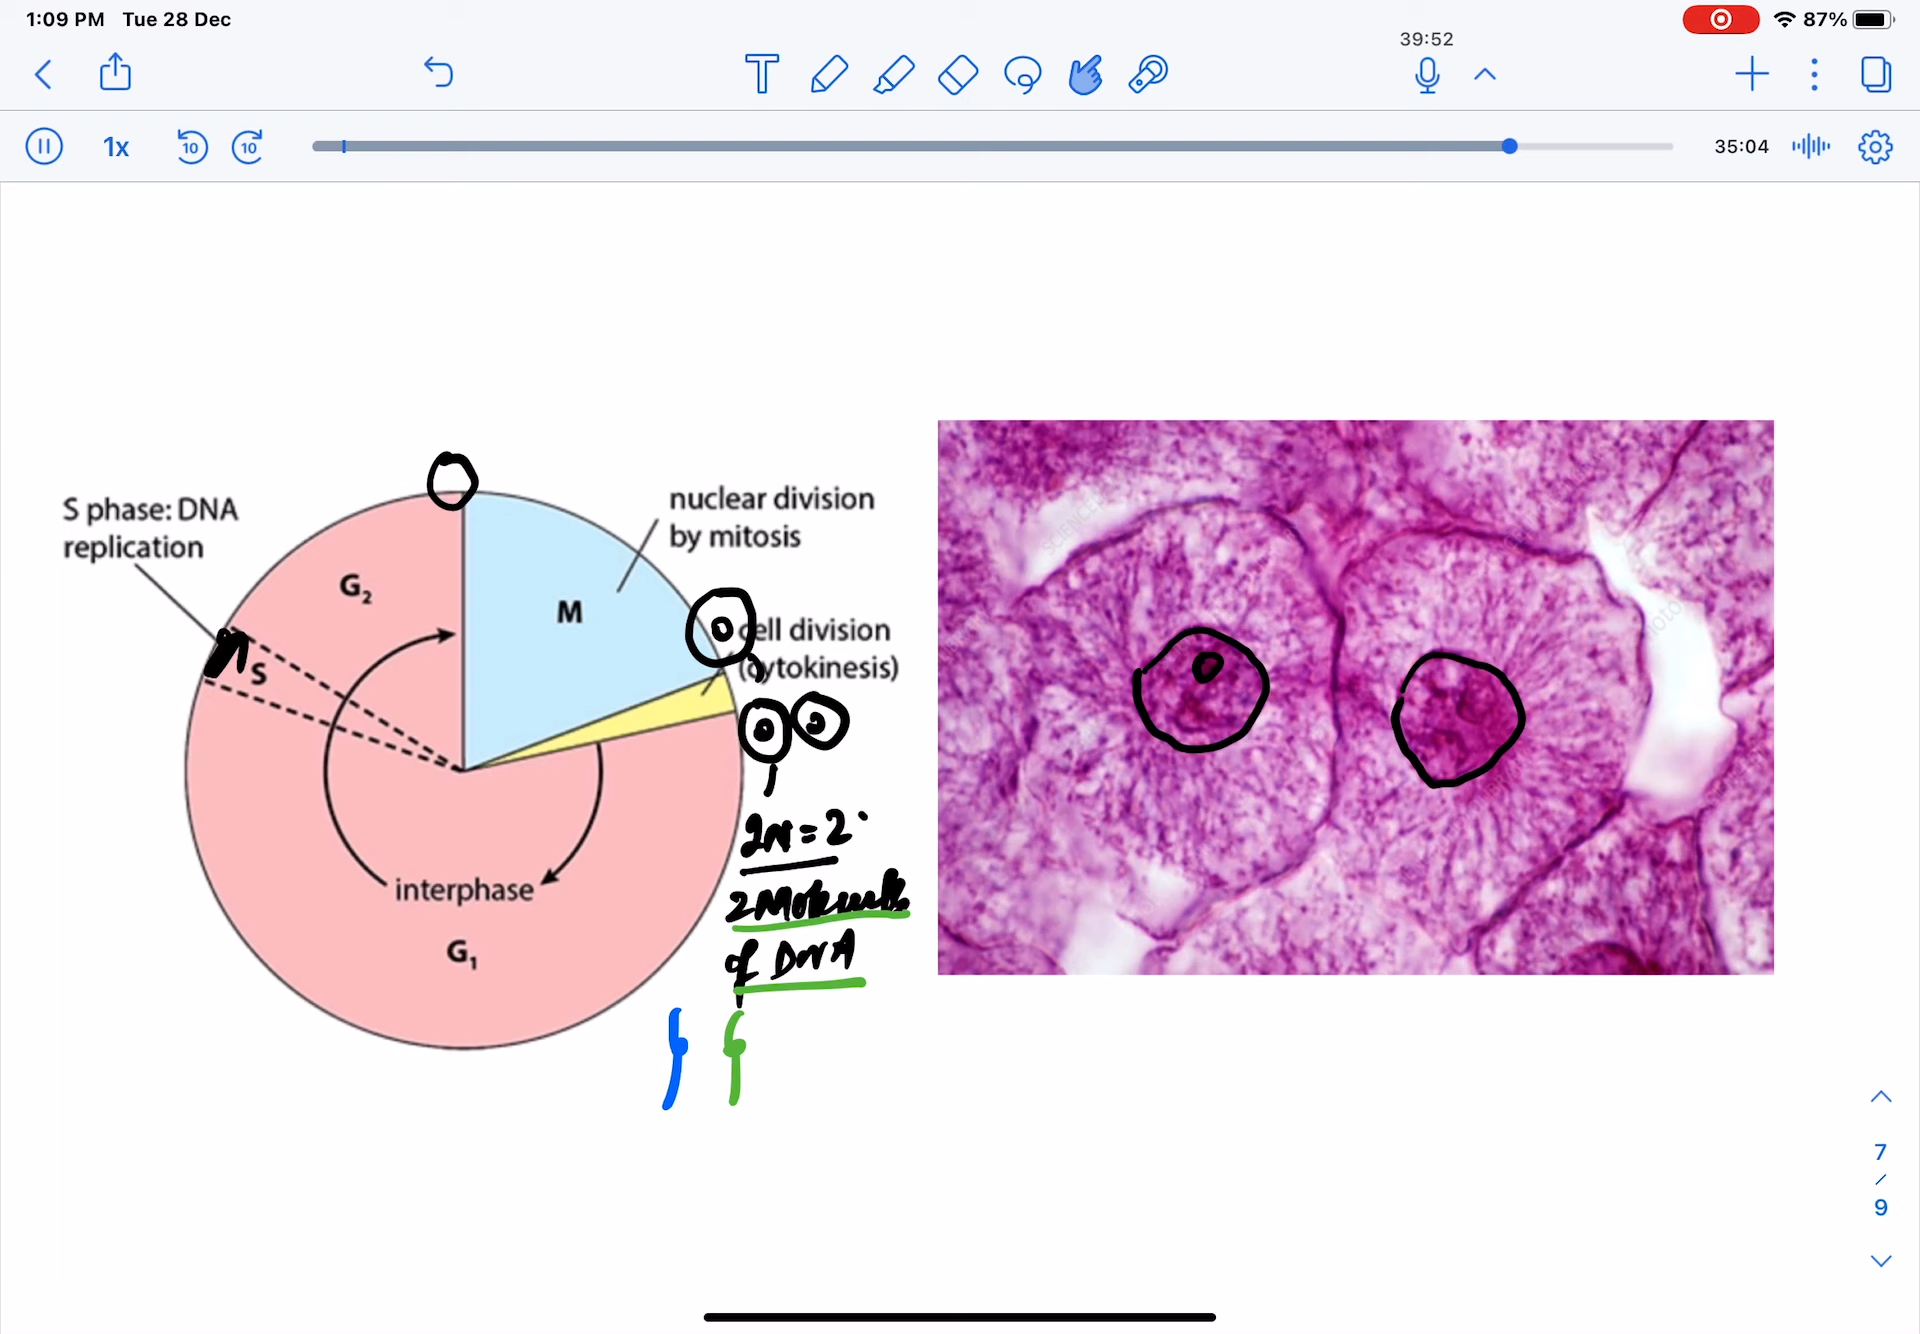 1:09 PM Tue 28 Dec
87%
39:52
1x
10
10
35:04
S phase: DNA
replication
nuclear division
by mitosis
G₂
M
cell division
(cytokinesis)
S
interphase
G₁
2n=2
2 Molecule
of DNA
7
/
9